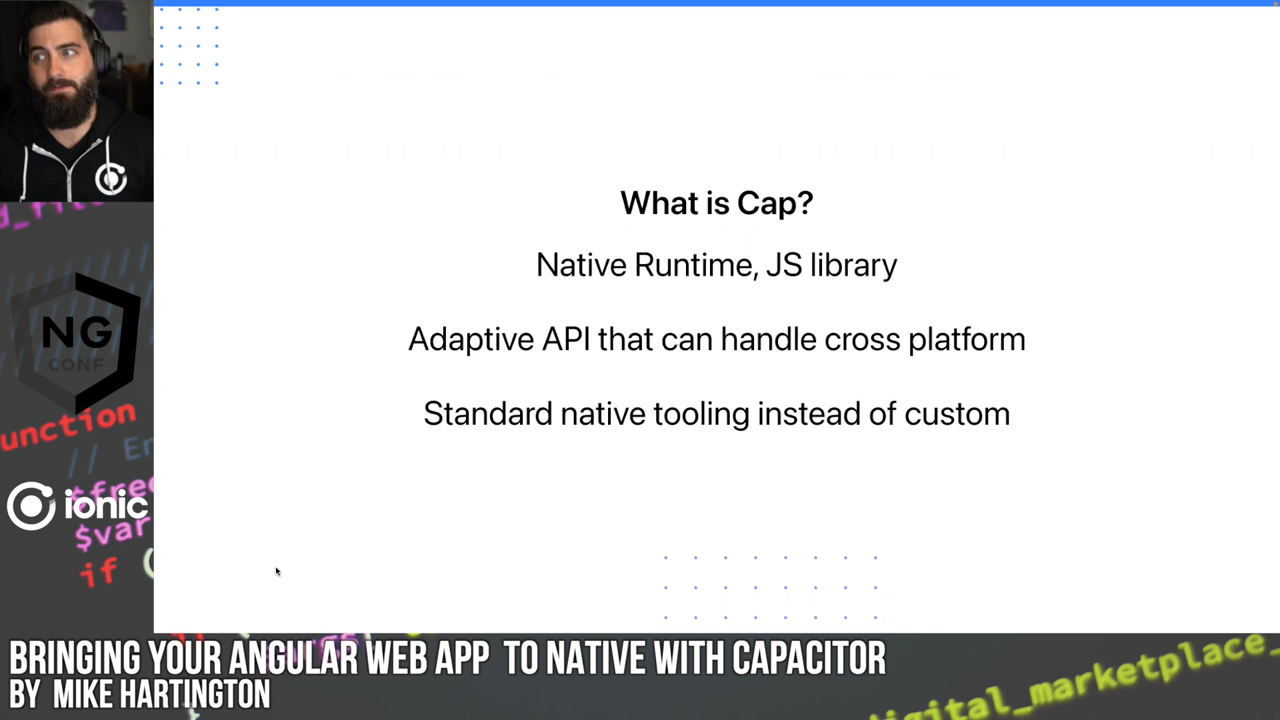 What is Cap?
Native Runtime, JS library
Adaptive API that can handle cross platform
Standard native tooling instead of custom
NG
CONF
unction
// En
$free
ionic
$var
if (
BRINGING YOUR ANGULAR WEB APP TO NATIVE WITH CAPACITOR
BY MIKE HARTINGTON
digital_marketplace_